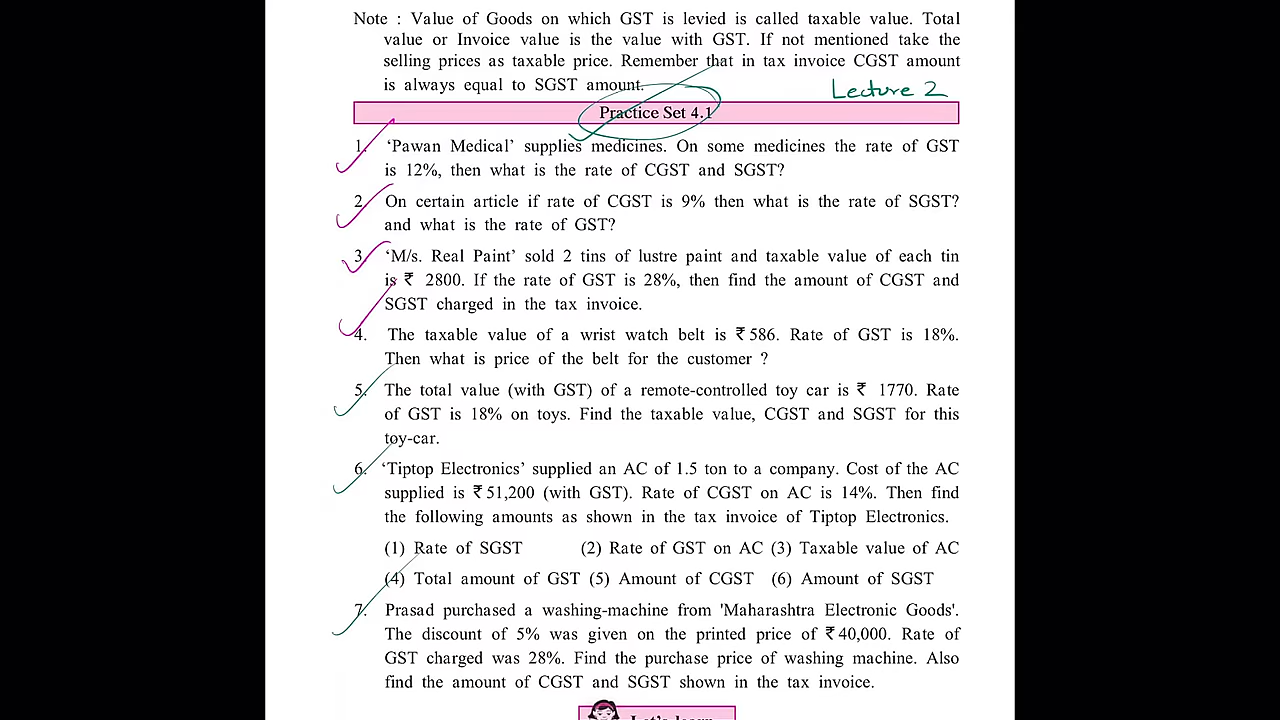 Note : Value of Goods on which GST is levied is called taxable value. Total
value or Invoice value is the value with GST. If not mentioned take the
selling prices as taxable price. Remember that in tax invoice CGST amount
is always equal to SGST amount.
Lecture 2
Practice Set 4.1
1. ‘Pawan Medical’ supplies medicines. On some medicines the rate of GST
is 12%, then what is the rate of CGST and SGST?
2. On certain article if rate of CGST is 9% then what is the rate of SGST?
and what is the rate of GST?
3. ‘M/s. Real Paint’ sold 2 tins of lustre paint and taxable value of each tin
is ₹ 2800. If the rate of GST is 28%, then find the amount of CGST and
SGST charged in the tax invoice.
4. The taxable value of a wrist watch belt is ₹ 586. Rate of GST is 18%.
Then what is price of the belt for the customer ?
5. The total value (with GST) of a remote-controlled toy car is ₹ 1770. Rate
of GST is 18% on toys. Find the taxable value, CGST and SGST for this
toy-car.
6. ‘Tiptop Electronics’ supplied an AC of 1.5 ton to a company. Cost of the AC
supplied is ₹ 51,200 (with GST). Rate of CGST on AC is 14%. Then find
the following amounts as shown in the tax invoice of Tiptop Electronics.
(1) Rate of SGST (2) Rate of GST on AC (3) Taxable value of AC
(4) Total amount of GST (5) Amount of CGST (6) Amount of SGST
7. Prasad purchased a washing-machine from 'Maharashtra Electronic Goods'.
The discount of 5% was given on the printed price of ₹ 40,000. Rate of
GST charged was 28%. Find the purchase price of washing machine. Also
find the amount of CGST and SGST shown in the tax invoice.
Let's learn